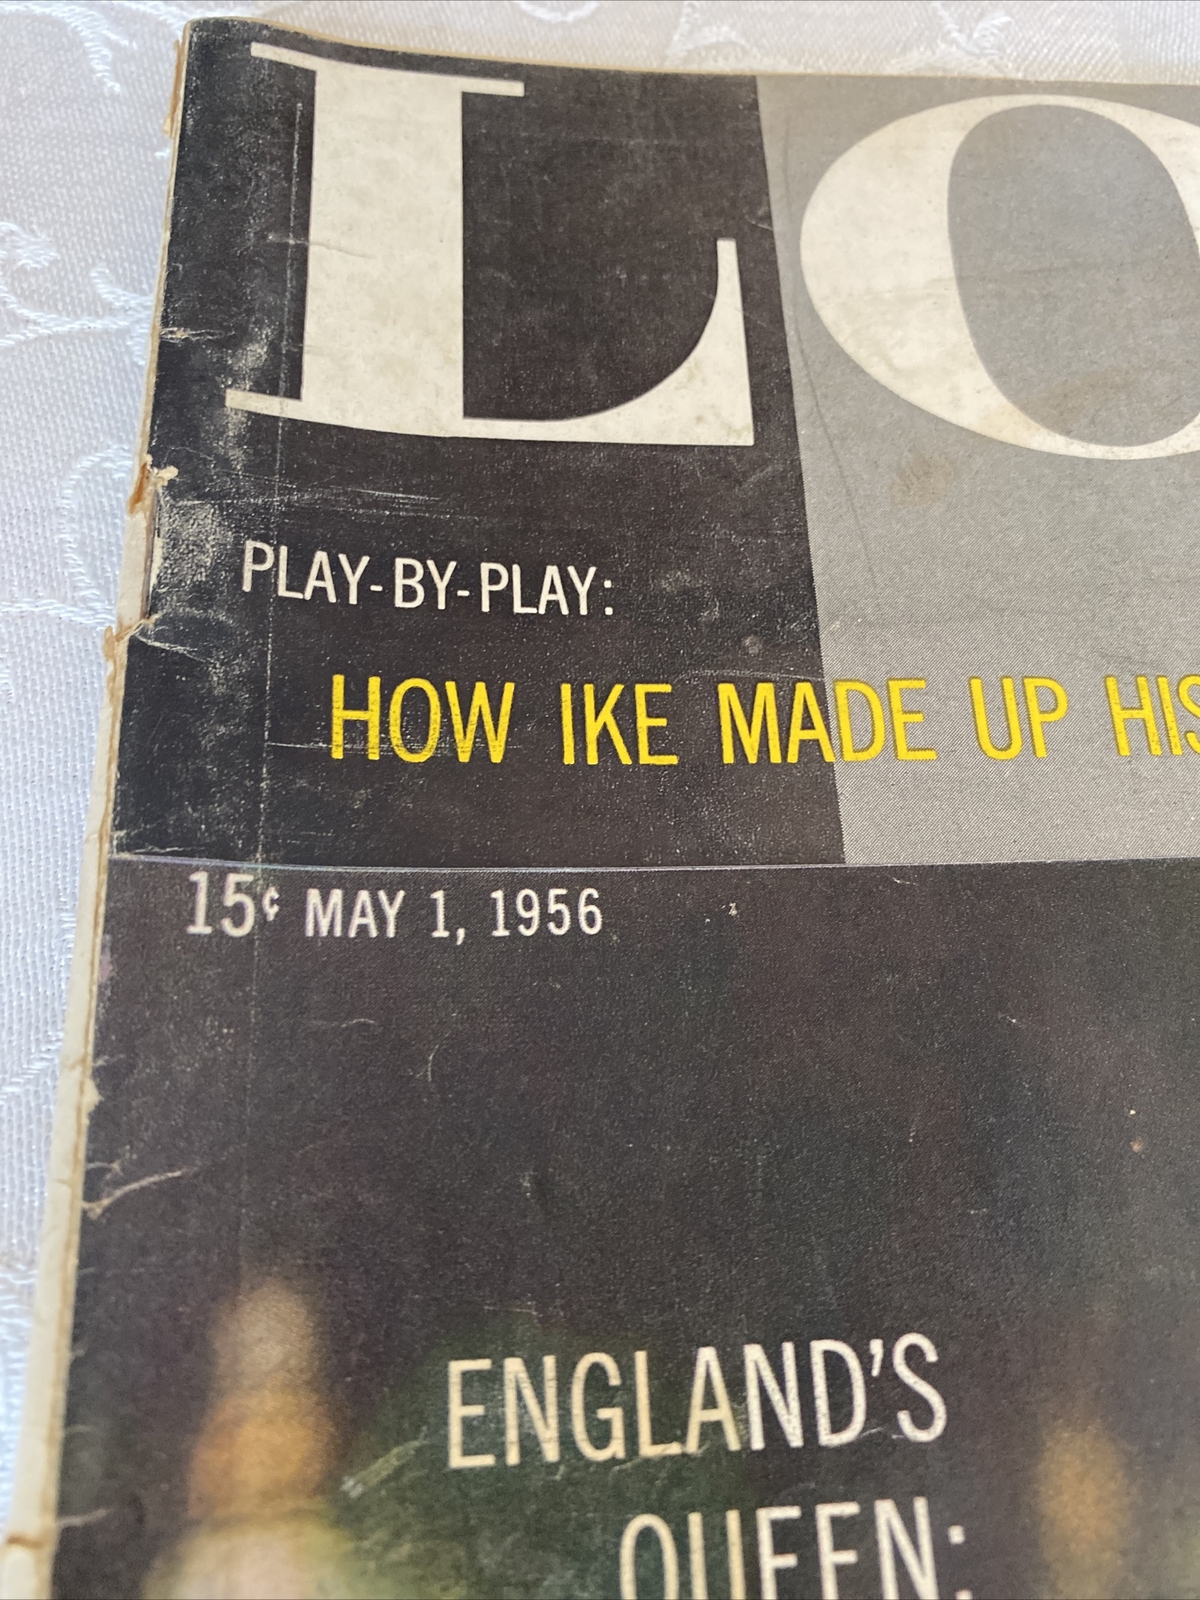 LO
PLAY-BY-PLAY:
HOW IKE MADE UP HIS
15¢ MAY 1, 1956
ENGLAND'S
QUEEN: